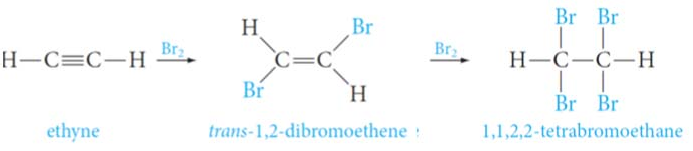 Br Br
H Br
H—C≡C—H Br₂ C=C Br₂ H—C—C—H
Br H
Br Br
ethyne trans-1,2-dibromoethene 1,1,2,2-tetrabromoethane